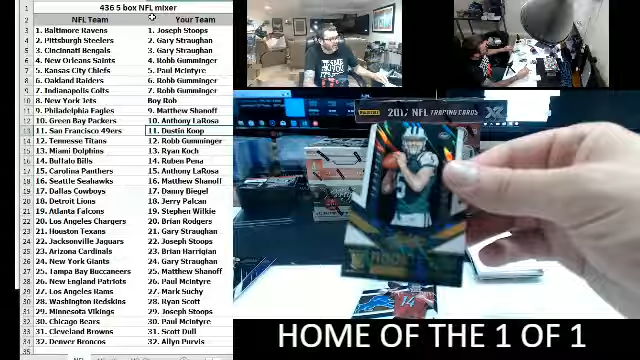 436 5 box NFL mixer
NFL Team Your Team
1. Baltimore Ravens 1. Joseph Stoops
2. Pittsburgh Steelers 2. Gary Straughan
3. Cincinnati Bengals 3. Gary Straughan
4. New Orleans Saints 4. Robb Gumminger
5. Kansas City Chiefs 5. Paul McIntyre
6. Oakland Raiders 6. Robb Gumminger
7. Indianapolis Colts 7. Robb Gumminger
8. New York Jets Boy Rob
9. Philadelphia Eagles 9. Matthew Shanoff
10. Green Bay Packers 10. Anthony LaRosa
11. San Francisco 49ers 11. Dustin Koop
12. Tennesse Titans 12. Robb Gumminger
13. Miami Dolphins 13. Ryan Koch
14. Buffalo Bills 14. Ruben Pena
15. Carolina Panthers 15. Anthony LaRosa
16. Seattle Seahawks 16. Matthew Shanoff
17. Dallas Cowboys 17. Danny Biegel
18. Detroit Lions 18. Jerry Palcan
19. Atlanta Falcons 19. Stephen Wilkie
20. Los Angeles Chargers 20. Brian Rodgers
21. Houston Texans 21. Gary Straughan
22. Jacksonville Jaguars 22. Joseph Stoops
23. Arizona Cardinals 23. Brian Harrigian
24. New York Giants 24. Gary Straughan
25. Tampa Bay Buccaneers 25. Matthew Shanoff
26. New England Patriots 26. Paul McIntyre
27. Los Angeles Rams 27. Mark Suchy
28. Washington Redskins 28. Ryan Scott
29. Minnesota Vikings 29. Joseph Stoops
30. Chicago Bears 30. Paul McIntyre
31. Cleveland Browns 31. Scott Dull
32. Denver Broncos 32. Allyn Purvis
PANINI 2017 NFL TRADING CARDS
HOME OF THE 1 OF 1